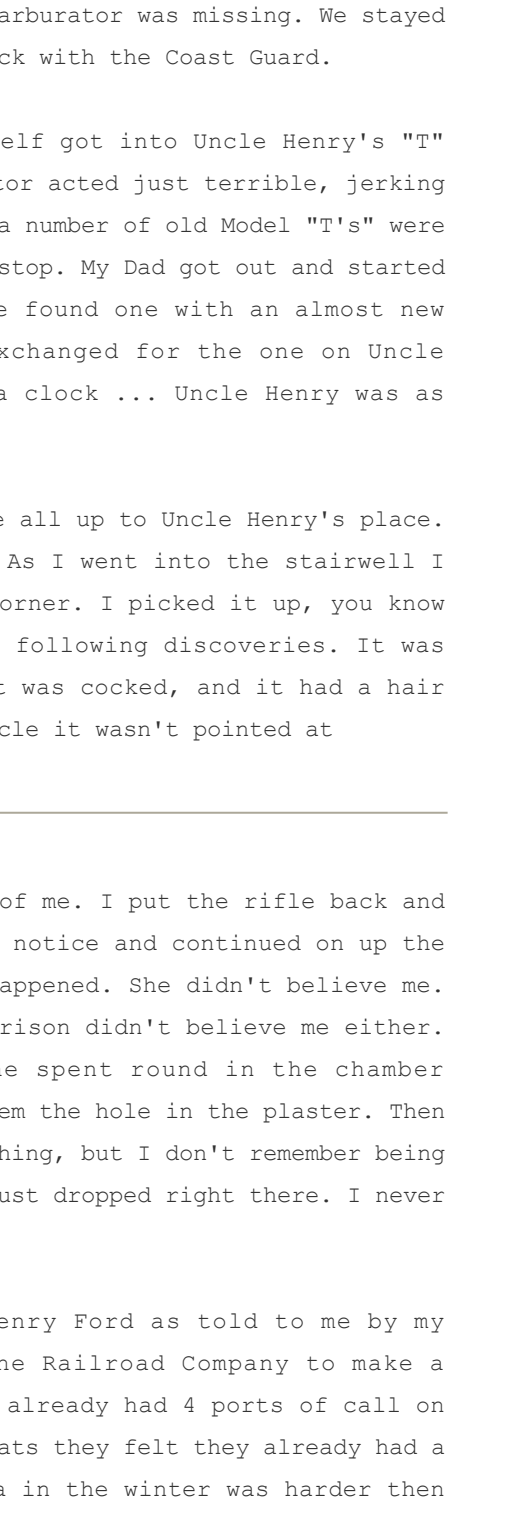 arburator was missing. We stayed
ck with the Coast Guard.
elf got into Uncle Henry's "T"
tor acted just terrible, jerking
a number of old Model "T's" were
stop. My Dad got out and started
e found one with an almost new
xchanged for the one on Uncle
a clock ... Uncle Henry was as
e all up to Uncle Henry's place.
As I went into the stairwell I
orner. I picked it up, you know
following discoveries. It was
t was cocked, and it had a hair
cle it wasn't pointed at
of me. I put the rifle back and
notice and continued on up the
appened. She didn't believe me.
rison didn't believe me either.
e spent round in the chamber
em the hole in the plaster. Then
hing, but I don't remember being
ust dropped right there. I never
enry Ford as told to me by my
ne Railroad Company to make a
already had 4 ports of call on
ats they felt they already had a
a in the winter was harder then